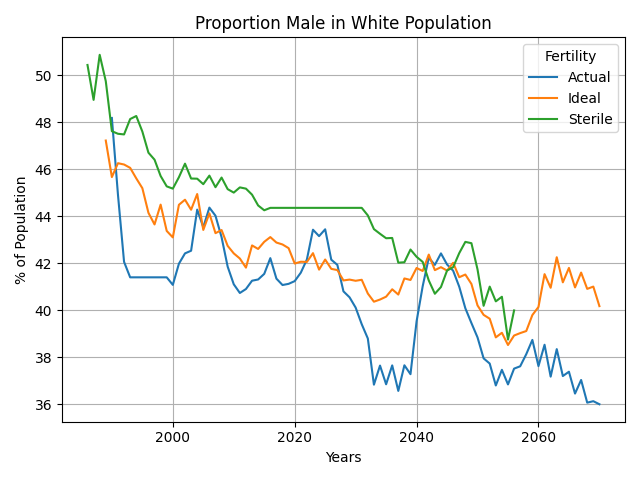 Proportion Male in White Population
Fertility
Actual
Ideal
Sterile
% of Population
50
48
46
44
42
40
38
36
2000
2020
2040
2060
Years